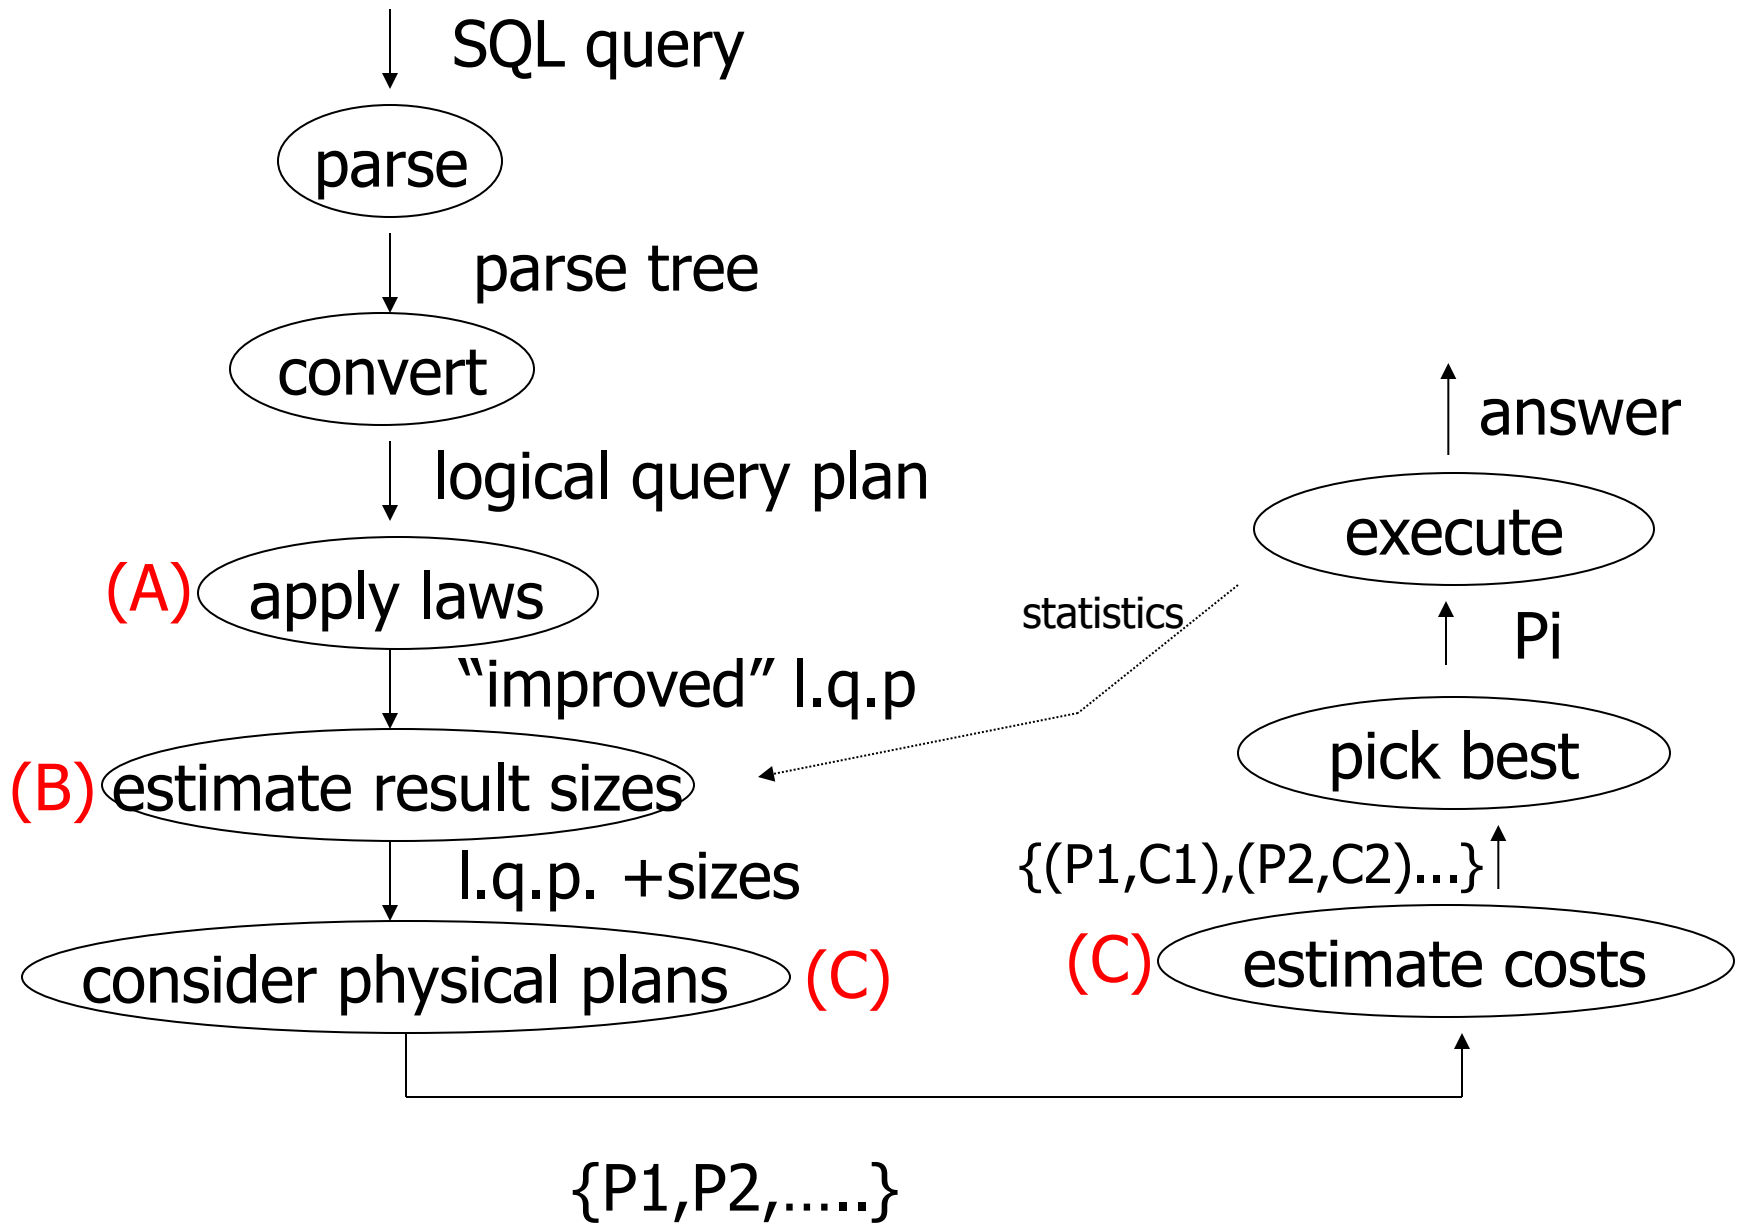 SQL query
parse
parse tree
convert
logical query plan
(A) apply laws
“improved” l.q.p
(B) estimate result sizes
l.q.p. +sizes
consider physical plans (C)
{P1,P2,…..}
(C) estimate costs
{(P1,C1),(P2,C2)...}
pick best
Pi
execute
statistics
answer